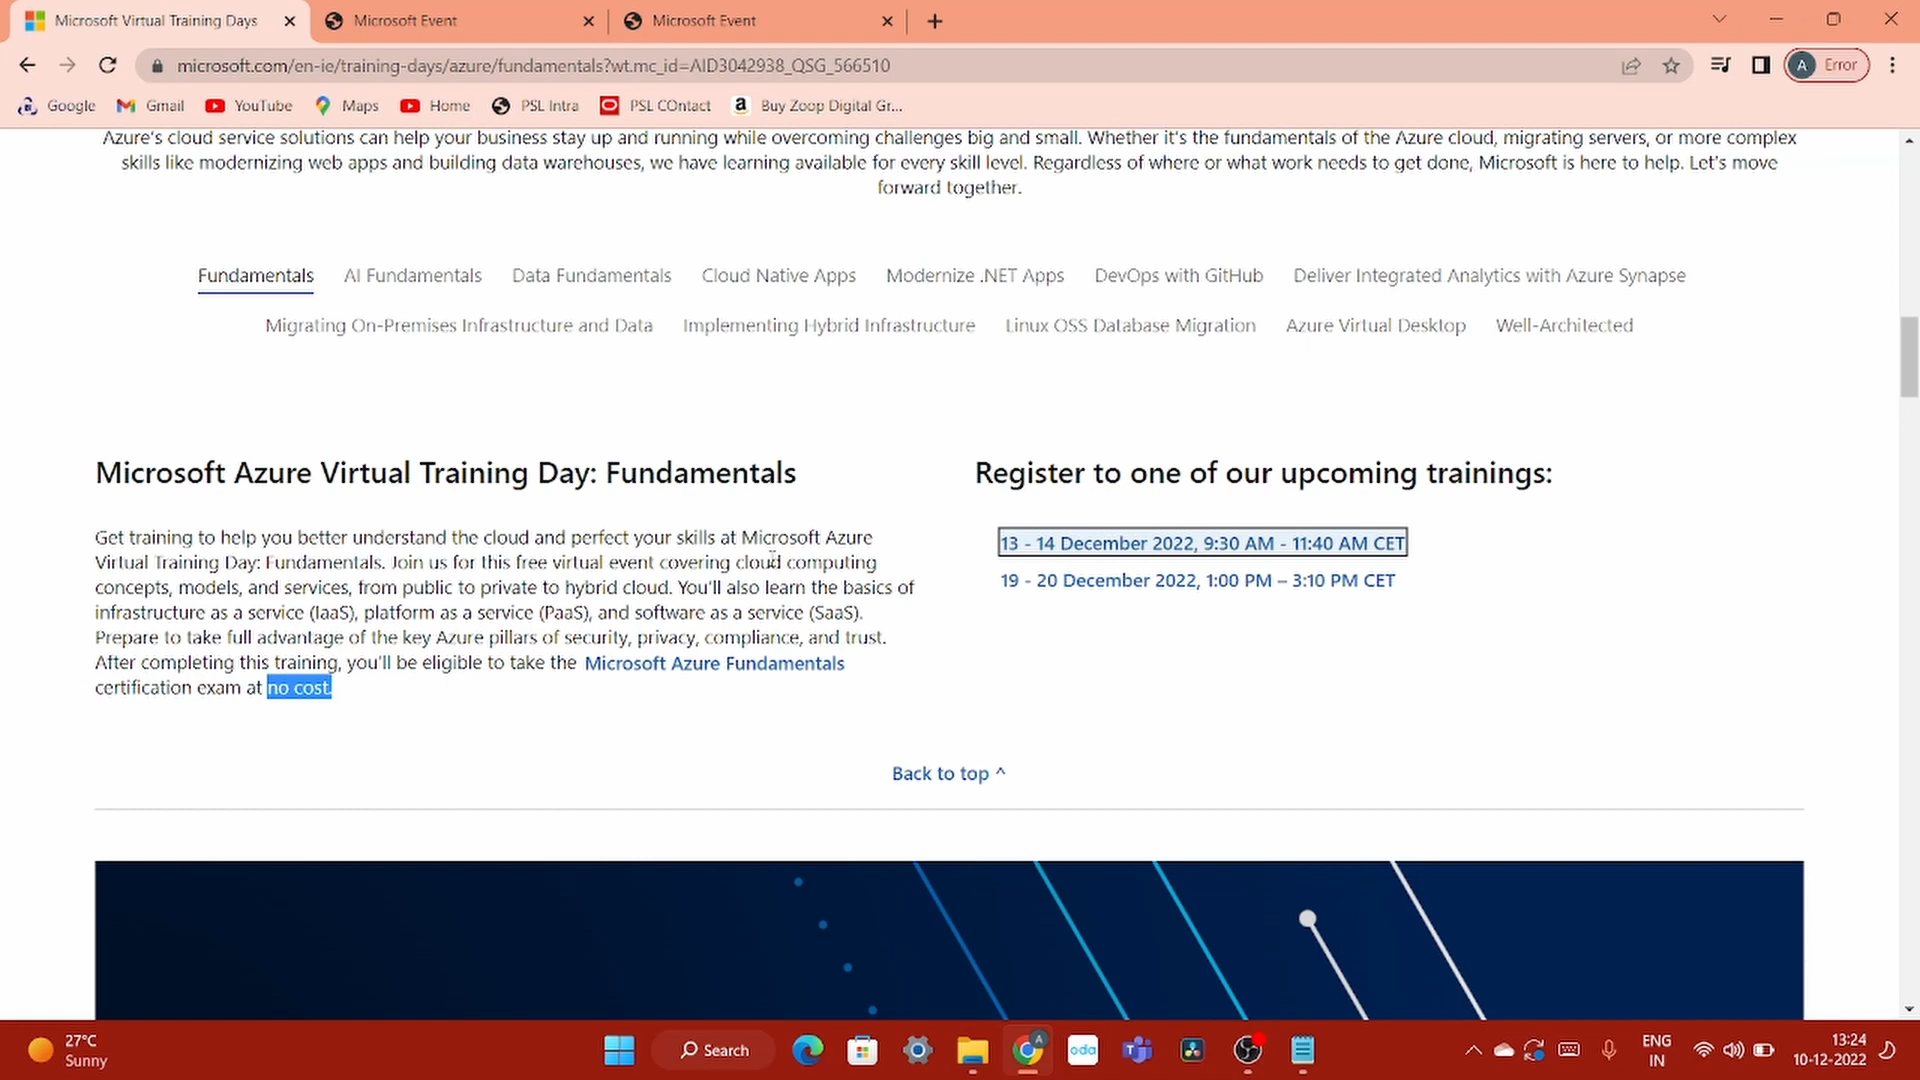 Microsoft Virtual Training Days
Microsoft Event
Microsoft Event
microsoft.com/en-ie/training-days/azure/fundamentals?wt.mc_id=AID3042938_QSG_566510
A Error
Google Gmail YouTube Maps Home PSL Intra PSL COntact Buy Zoop Digital Gr...
Azure's cloud service solutions can help your business stay up and running while overcoming challenges big and small. Whether it's the fundamentals of the Azure cloud, migrating servers, or more complex
skills like modernizing web apps and building data warehouses, we have learning available for every skill level. Regardless of where or what work needs to get done, Microsoft is here to help. Let's move
forward together.
Fundamentals AI Fundamentals Data Fundamentals Cloud Native Apps Modernize .NET Apps DevOps with GitHub Deliver Integrated Analytics with Azure Synapse
Migrating On-Premises Infrastructure and Data Implementing Hybrid Infrastructure Linux OSS Database Migration Azure Virtual Desktop Well-Architected
Microsoft Azure Virtual Training Day: Fundamentals
Get training to help you better understand the cloud and perfect your skills at Microsoft Azure
Virtual Training Day: Fundamentals. Join us for this free virtual event covering cloud computing
concepts, models, and services, from public to private to hybrid cloud. You'll also learn the basics of
infrastructure as a service (IaaS), platform as a service (PaaS), and software as a service (SaaS).
Prepare to take full advantage of the key Azure pillars of security, privacy, compliance, and trust.
After completing this training, you'll be eligible to take the Microsoft Azure Fundamentals
certification exam at no cost.
Register to one of our upcoming trainings:
13 - 14 December 2022, 9:30 AM - 11:40 AM CET
19 - 20 December 2022, 1:00 PM – 3:10 PM CET
Back to top ^
27°C
Sunny
Search
oda
ENG
IN
13:24
10-12-2022